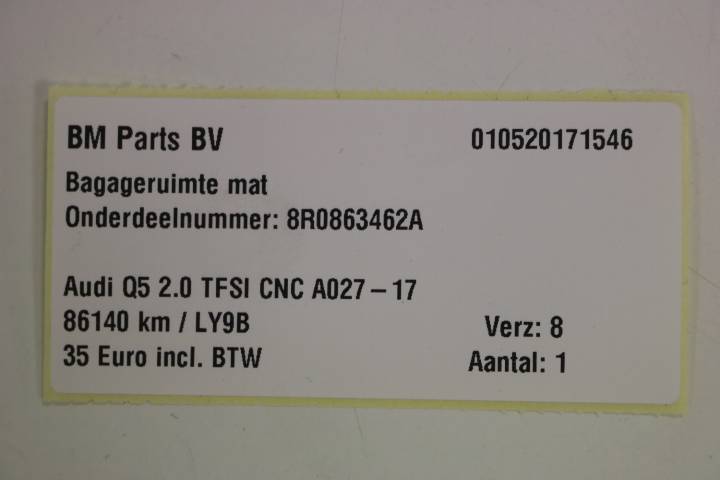 BM Parts BV 010520171546
Bagageruimte mat
Onderdeelnummer: 8R0863462A
Audi Q5 2.0 TFSI CNC A027 – 17
86140 km / LY9B Verz: 8
35 Euro incl. BTW Aantal: 1